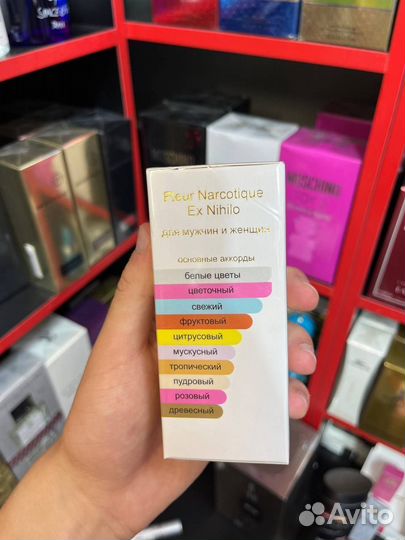 Fleur Narcotique
Ex Nihilo
для мужчин и женщин
основные аккорды
белые цветы
цветочный
свежий
фруктовый
цитрусовый
мускусный
тропический
пудровый
розовый
древесный
MOSCHINO
Avito